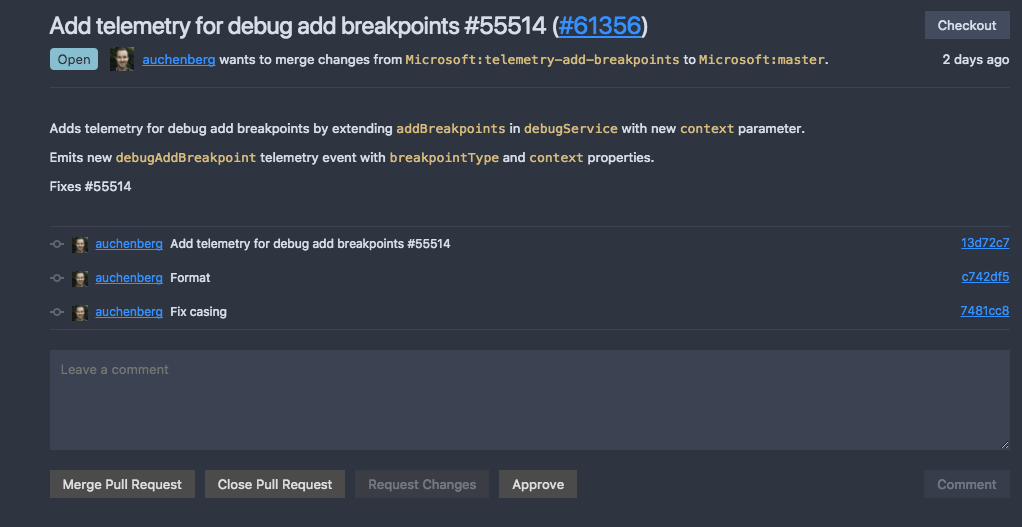 Add telemetry for debug add breakpoints #55514 (#61356)
Checkout
Open auchenberg wants to merge changes from Microsoft:telemetry-add-breakpoints to Microsoft:master.
2 days ago
Adds telemetry for debug add breakpoints by extending addBreakpoints in debugService with new context parameter.
Emits new debugAddBreakpoint telemetry event with breakpointType and context properties.
Fixes #55514
auchenberg Add telemetry for debug add breakpoints #55514 13d72c7
auchenberg Format c742df5
auchenberg Fix casing 7481cc8
Leave a comment
Merge Pull Request Close Pull Request Request Changes Approve Comment